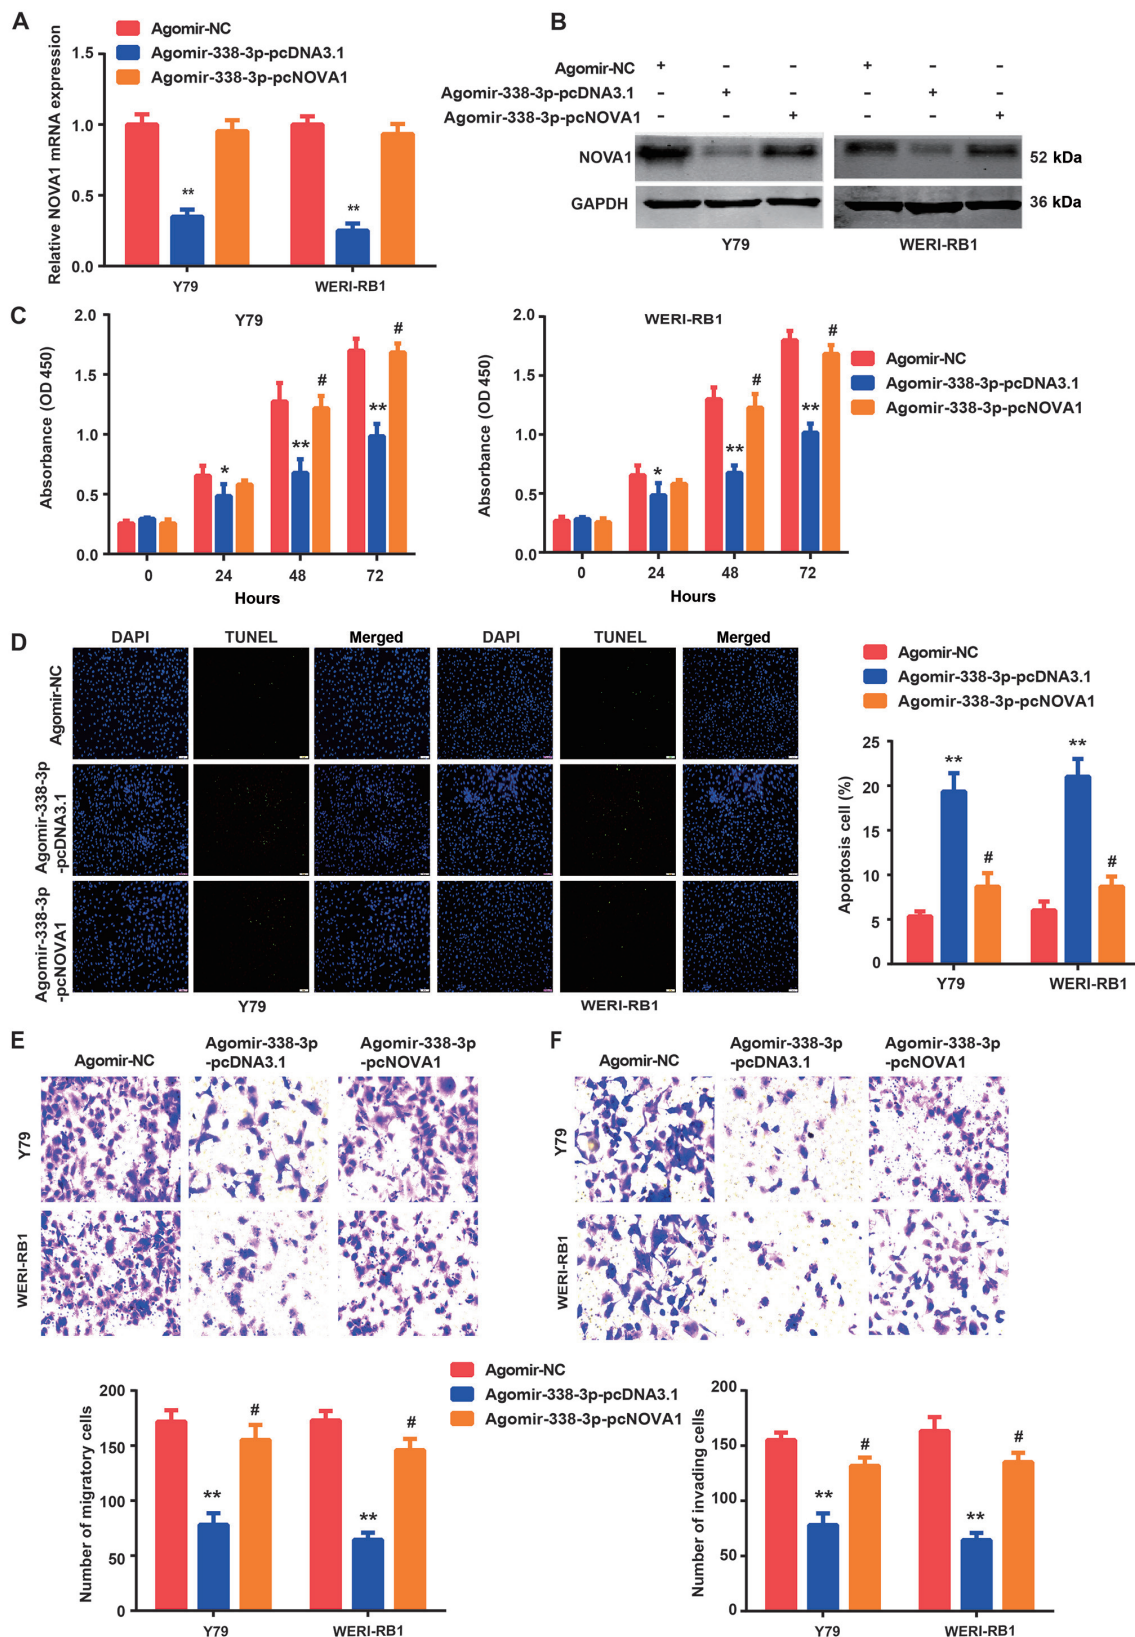 A
Relative NOVA1 mRNA expression
1.5
1.0
0.5
0.0
Agomir-NC
Agomir-338-3p-pcDNA3.1
Agomir-338-3p-pcNOVA1
**
**
Y79
WERI-RB1
B
Agomir-NC + - - + - -
Agomir-338-3p-pcDNA3.1 - + - - + -
Agomir-338-3p-pcNOVA1 - - + - - +
NOVA1
52 kDa
GAPDH
36 kDa
Y79
WERI-RB1
C
Y79
Absorbance (OD 450)
2.0
1.5
1.0
0.5
0.0
*
**
#
**
#
0
24
48
72
Hours
WERI-RB1
Absorbance (OD 450)
2.0
1.5
1.0
0.5
0.0
*
**
#
**
#
0
24
48
72
Hours
Agomir-NC
Agomir-338-3p-pcDNA3.1
Agomir-338-3p-pcNOVA1
D
DAPI
TUNEL
Merged
DAPI
TUNEL
Merged
Agomir-NC
Agomir-338-3p
-pcDNA3.1
Agomir-338-3p
-pcNOVA1
Y79
WERI-RB1
Agomir-NC
Agomir-338-3p-pcDNA3.1
Agomir-338-3p-pcNOVA1
Apoptosis cell (%)
25
20
15
10
5
0
**
#
**
#
Y79
WERI-RB1
E
Agomir-NC
Agomir-338-3p
-pcDNA3.1
Agomir-338-3p
-pcNOVA1
Y79
WERI-RB1
F
Agomir-NC
Agomir-338-3p
-pcDNA3.1
Agomir-338-3p
-pcNOVA1
Y79
WERI-RB1
Number of migratory cells
200
150
100
50
0
**
#
**
#
Y79
WERI-RB1
Agomir-NC
Agomir-338-3p-pcDNA3.1
Agomir-338-3p-pcNOVA1
Number of invading cells
200
150
100
50
0
**
#
**
#
Y79
WERI-RB1